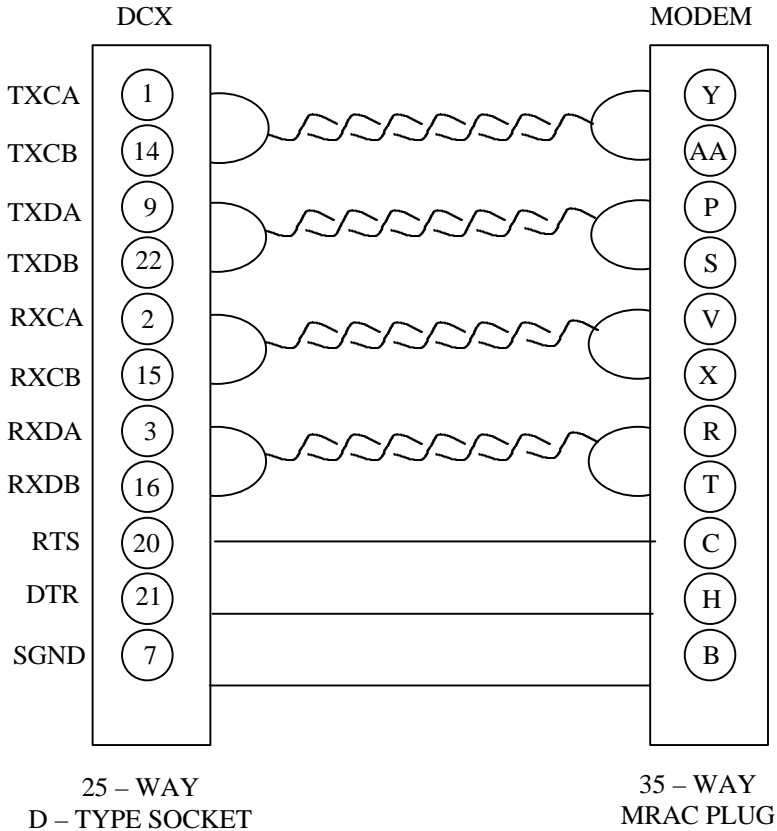 DCX MODEM
TXCA 1 Y
TXCB 14 AA
TXDA 9 P
TXDB 22 S
RXCA 2 V
RXCB 15 X
RXDA 3 R
RXDB 16 T
RTS 20 C
DTR 21 H
SGND 7 B
25 – WAY 35 – WAY
D – TYPE SOCKET MRAC PLUG